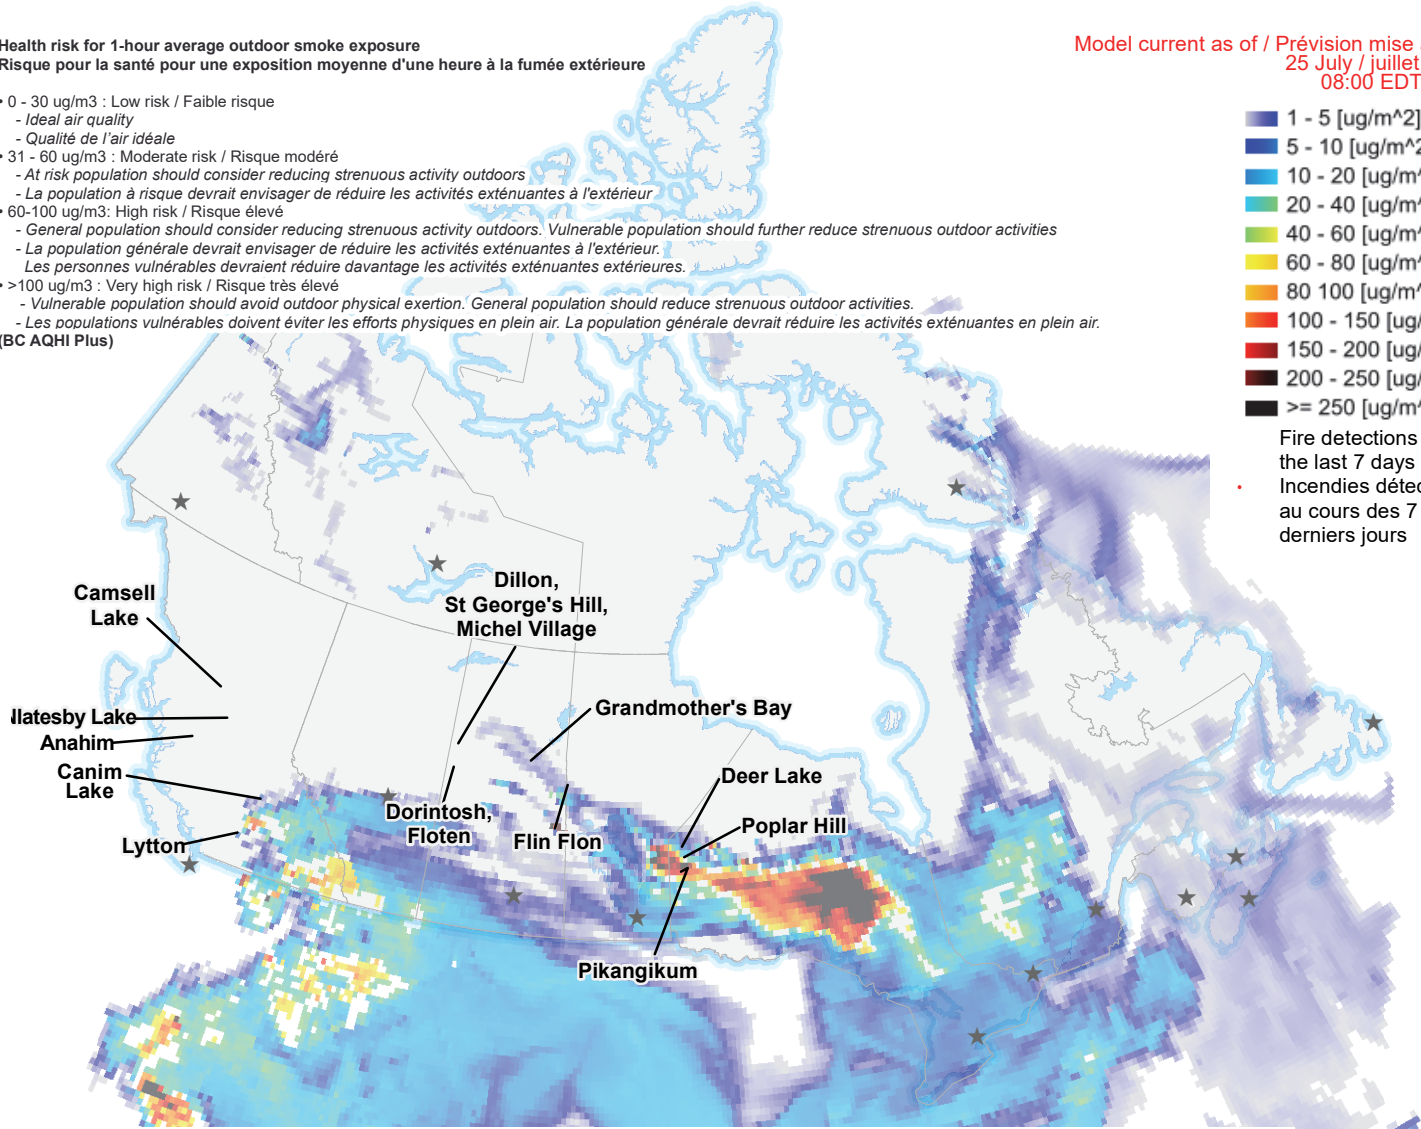 Health risk for 1-hour average outdoor smoke exposure
Risque pour la santé pour une exposition moyenne d'une heure à la fumée extérieure
• 0 - 30 ug/m3 : Low risk / Faible risque
- Ideal air quality
- Qualité de l'air idéale
• 31 - 60 ug/m3 : Moderate risk / Risque modéré
- At risk population should consider reducing strenuous activity outdoors
- La population à risque devrait envisager de réduire les activités exténuantes à l'extérieur
• 60-100 ug/m3: High risk / Risque élevé
- General population should consider reducing strenuous activity outdoors. Vulnerable population should further reduce strenuous outdoor activities
- La population générale devrait envisager de réduire les activités exténuantes à l'extérieur.
Les personnes vulnérables devraient réduire davantage les activités exténuantes extérieures.
• >100 ug/m3 : Very high risk / Risque très élevé
- Vulnerable population should avoid outdoor physical exertion. General population should reduce strenuous outdoor activities.
- Les populations vulnérables doivent éviter les efforts physiques en plein air. La population générale devrait réduire les activités exténuantes en plein air.
(BC AQHI Plus)
Model current as of / Prévision mise
25 July / juillet
08:00 EDT
1 - 5 [ug/m^2]
5 - 10 [ug/m^2
10 - 20 [ug/m^
20 - 40 [ug/m^
40 - 60 [ug/m^
60 - 80 [ug/m^
80 100 [ug/m^
100 - 150 [ug/
150 - 200 [ug/
200 - 250 [ug/
>= 250 [ug/m^
Fire detections
the last 7 days
Incendies détec
au cours des 7
derniers jours
Camsell
Lake
latesby Lake
Anahim
Canim
Lake
Lytton
Dillon,
St George's Hill,
Michel Village
Grandmother's Bay
Dorintosh,
Floten
Flin Flon
Deer Lake
Poplar Hill
Pikangikum